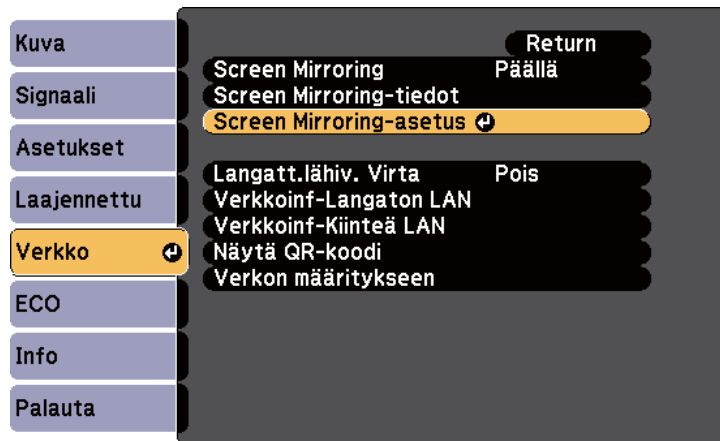 Kuva
Signaali
Asetukset
Laajennettu
Verkko
ECO
Info
Palauta
Return
Screen Mirroring Päällä
Screen Mirroring-tiedot
Screen Mirroring-asetus
Langatt.lähiv. Virta Pois
Verkkoinf-Langaton LAN
Verkkoinf-Kiinteä LAN
Näytä QR-koodi
Verkon määritykseen